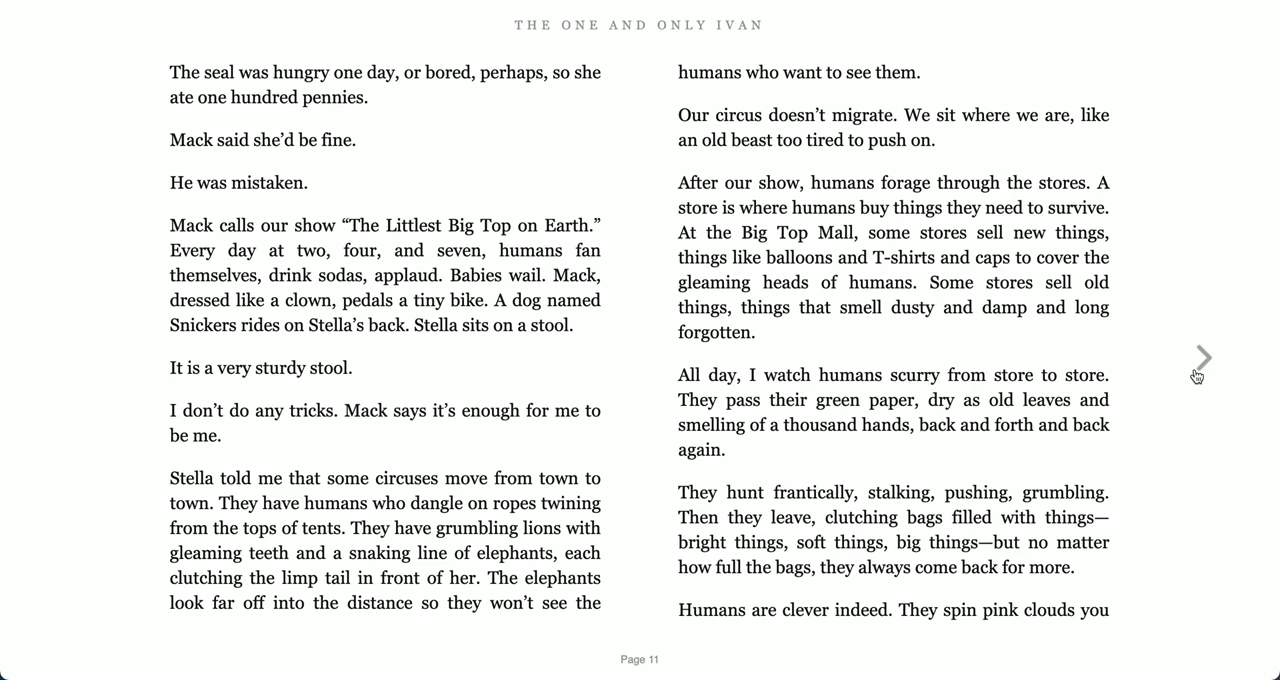 THE ONE AND ONLY IVAN
The seal was hungry one day, or bored, perhaps, so she
ate one hundred pennies.
Mack said she’d be fine.
He was mistaken.
Mack calls our show “The Littlest Big Top on Earth.”
Every day at two, four, and seven, humans fan
themselves, drink sodas, applaud. Babies wail. Mack,
dressed like a clown, pedals a tiny bike. A dog named
Snickers rides on Stella’s back. Stella sits on a stool.
It is a very sturdy stool.
I don’t do any tricks. Mack says it’s enough for me to
be me.
Stella told me that some circuses move from town to
town. They have humans who dangle on ropes twining
from the tops of tents. They have grumbling lions with
gleaming teeth and a snaking line of elephants, each
clutching the limp tail in front of her. The elephants
look far off into the distance so they won’t see the
humans who want to see them.
Our circus doesn’t migrate. We sit where we are, like
an old beast too tired to push on.
After our show, humans forage through the stores. A
store is where humans buy things they need to survive.
At the Big Top Mall, some stores sell new things,
things like balloons and T-shirts and caps to cover the
gleaming heads of humans. Some stores sell old
things, things that smell dusty and damp and long
forgotten.
All day, I watch humans scurry from store to store.
They pass their green paper, dry as old leaves and
smelling of a thousand hands, back and forth and back
again.
They hunt frantically, stalking, pushing, grumbling.
Then they leave, clutching bags filled with things—
bright things, soft things, big things—but no matter
how full the bags, they always come back for more.
Humans are clever indeed. They spin pink clouds you
Page 11